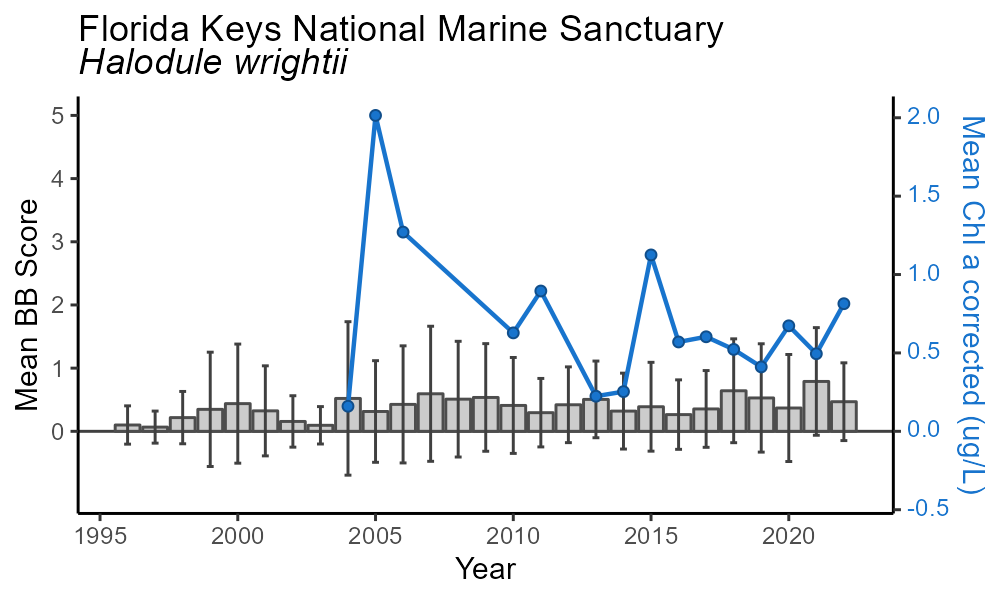 Florida Keys National Marine Sanctuary
Halodule wrightii
Mean BB Score
5
4
3
2
1
0
2.0
1.5
1.0
0.5
0.0
-0.5
Mean Chl a corrected (ug/L)
1995 2000 2005 2010 2015 2020
Year